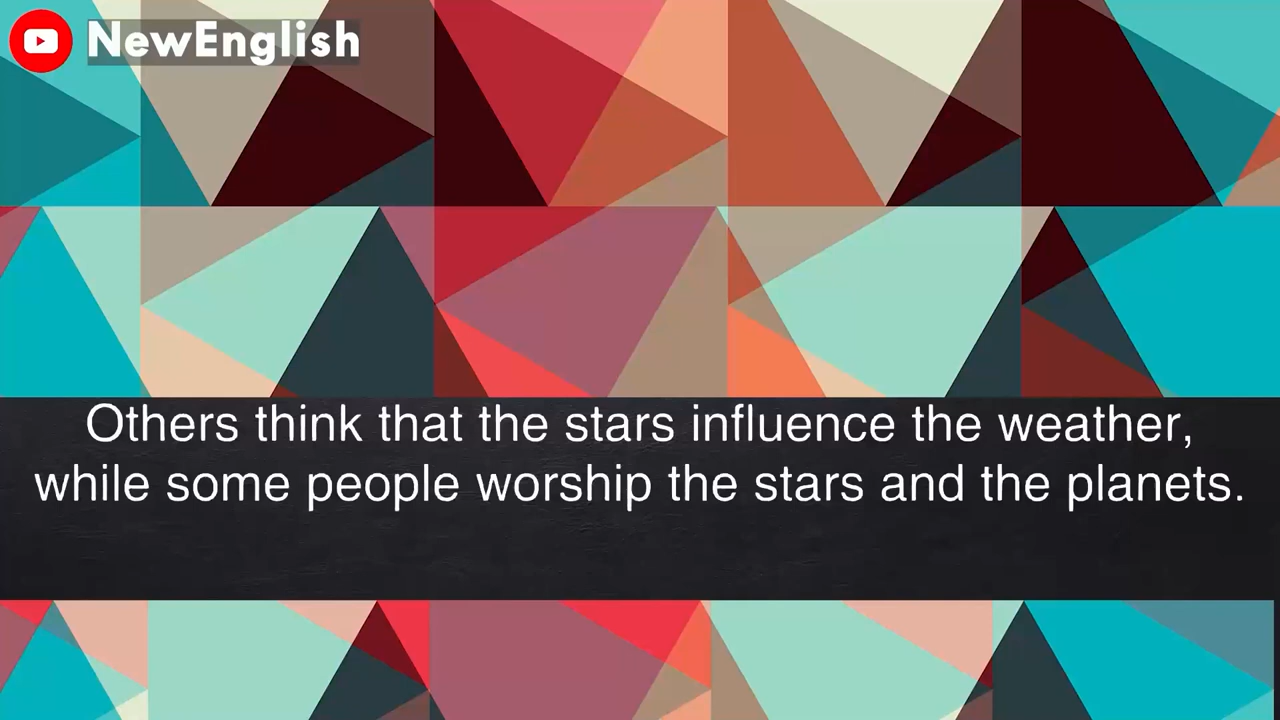 NewEnglish
Others think that the stars influence the weather,
while some people worship the stars and the planets.